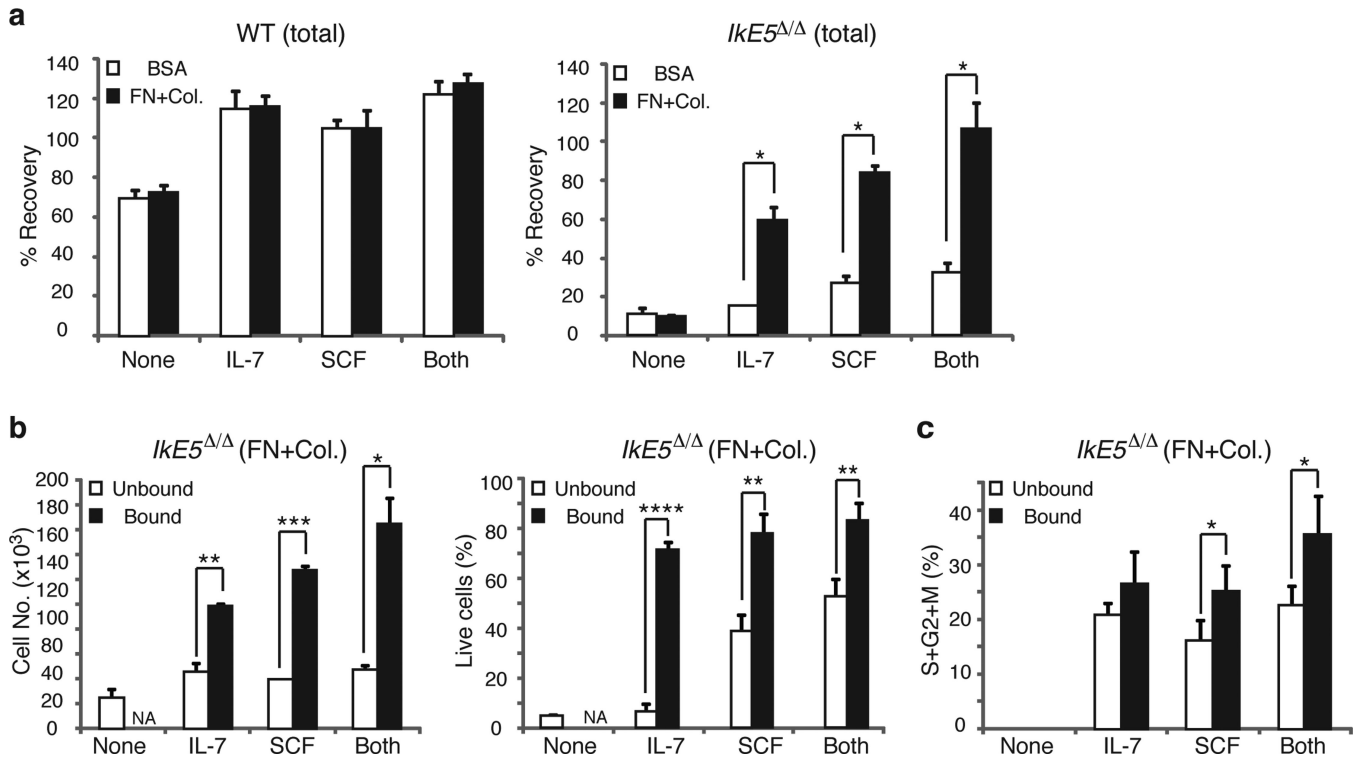 a
WT (total)
140
120
100
80
60
40
20
0
% Recovery
BSA
FN+Col.
None IL-7 SCF Both
IkE5Δ/Δ (total)
140
120
100
80
60
40
20
0
% Recovery
BSA
FN+Col.
*
*
*
None IL-7 SCF Both
b
IkE5Δ/Δ (FN+Col.)
200
180
160
140
120
100
80
60
40
20
0
Cell No. (x10³)
Unbound
Bound
NA
**
***
*
None IL-7 SCF Both
IkE5Δ/Δ (FN+Col.)
100
80
60
40
20
0
Live cells (%)
Unbound
Bound
NA
****
**
**
None IL-7 SCF Both
c
IkE5Δ/Δ (FN+Col.)
40
30
20
10
0
S+G2+M (%)
Unbound
Bound
*
*
None IL-7 SCF Both